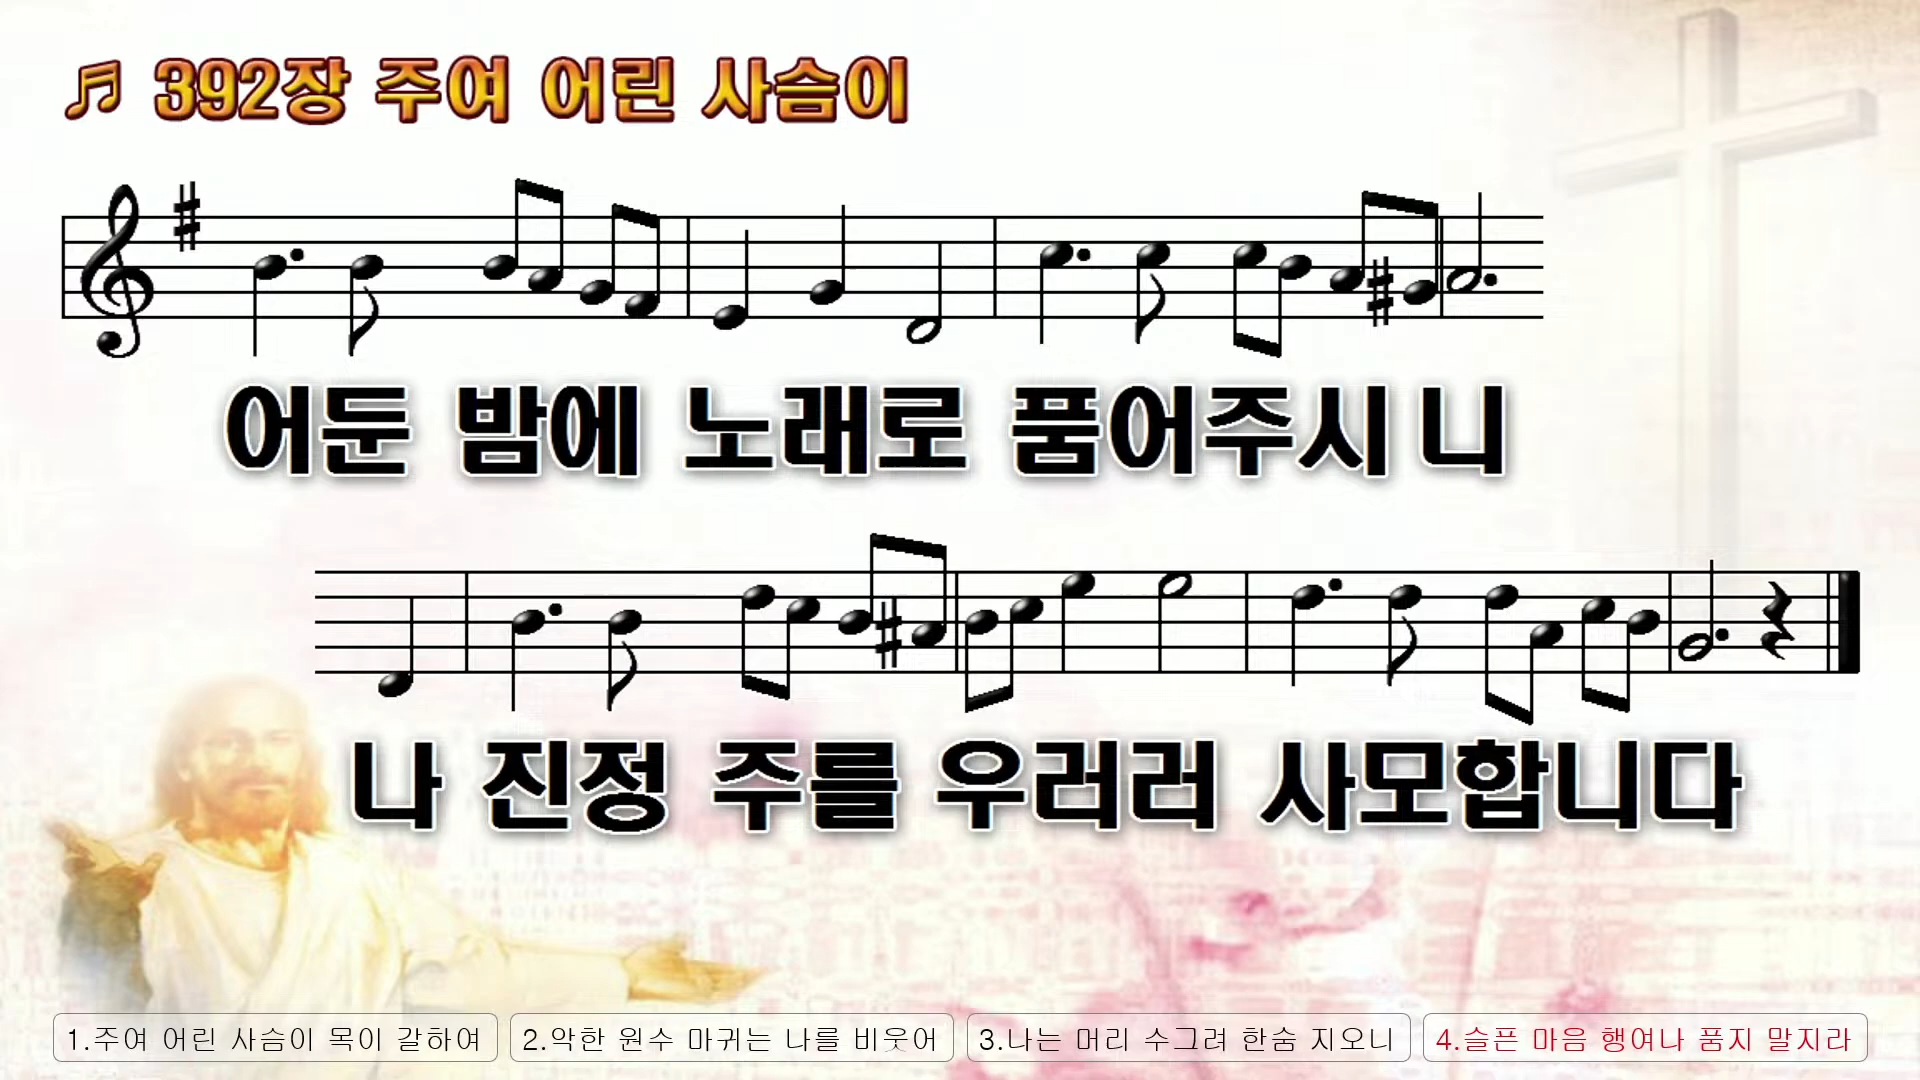 392장 주여 어린 사슴이
어둔 밤에 노래로 품어주시니
나 진정 주를 우러러 사모합니다
1.주여 어린 사슴이 목이 갈하여
2.악한 원수 마귀는 나를 비웃어
3.나는 머리 수그려 한숨 지오니
4.슬픈 마음 행여나 품지 말지라